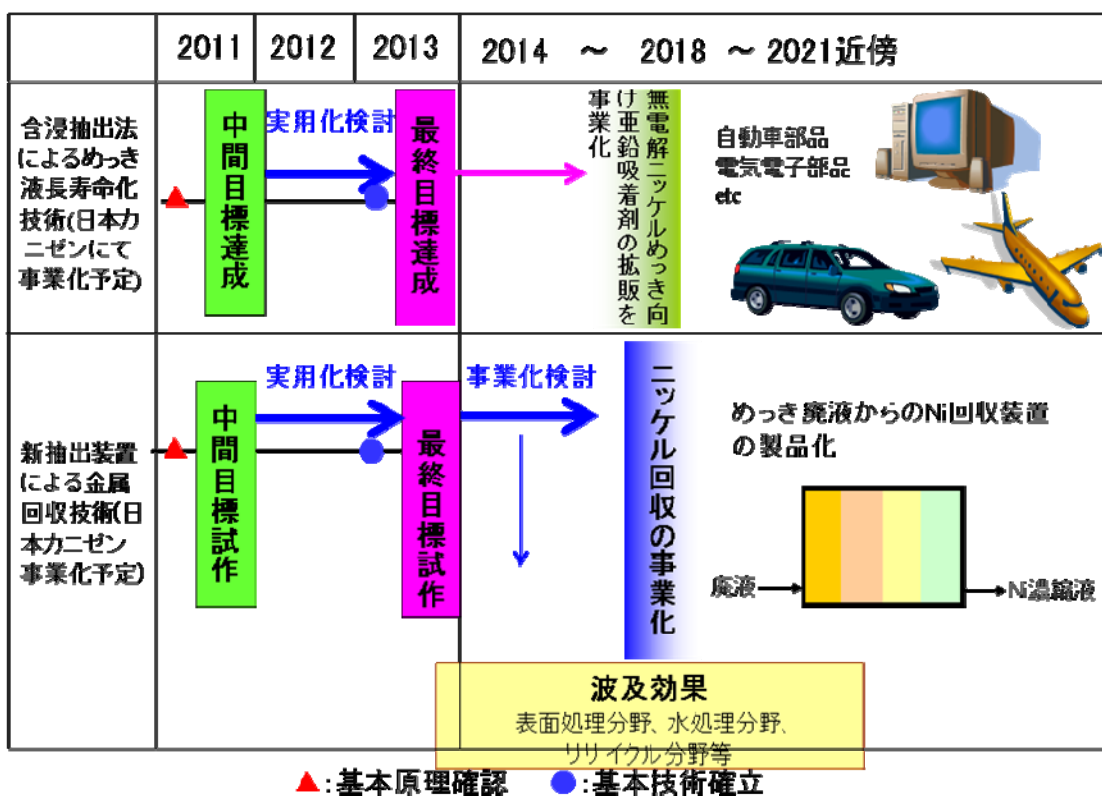 2011
2012
2013
2014 ～ 2018 ～ 2021近傍
含浸抽出法
によるめっき
液長寿命化
技術(日本カ
ニゼンにて
事業化予定)
中間目標達成
実用化検討
最終目標達成
無電解ニッケルめっき向
け亜鉛吸着剤の拡販を
事業化
自動車部品
電気電子部品
etc
新抽出装置
による金属
回収技術(日
本カニゼン
事業化予定)
中間目標試作
実用化検討
最終目標試作
事業化検討
ニッケル回収の事業化
めっき廃液からのNi回収装置
の製品化
廃液
Ni濃縮液
波及効果
表面処理分野、水処理分野、
リサイクル分野等
▲:基本原理確認 ●:基本技術確立